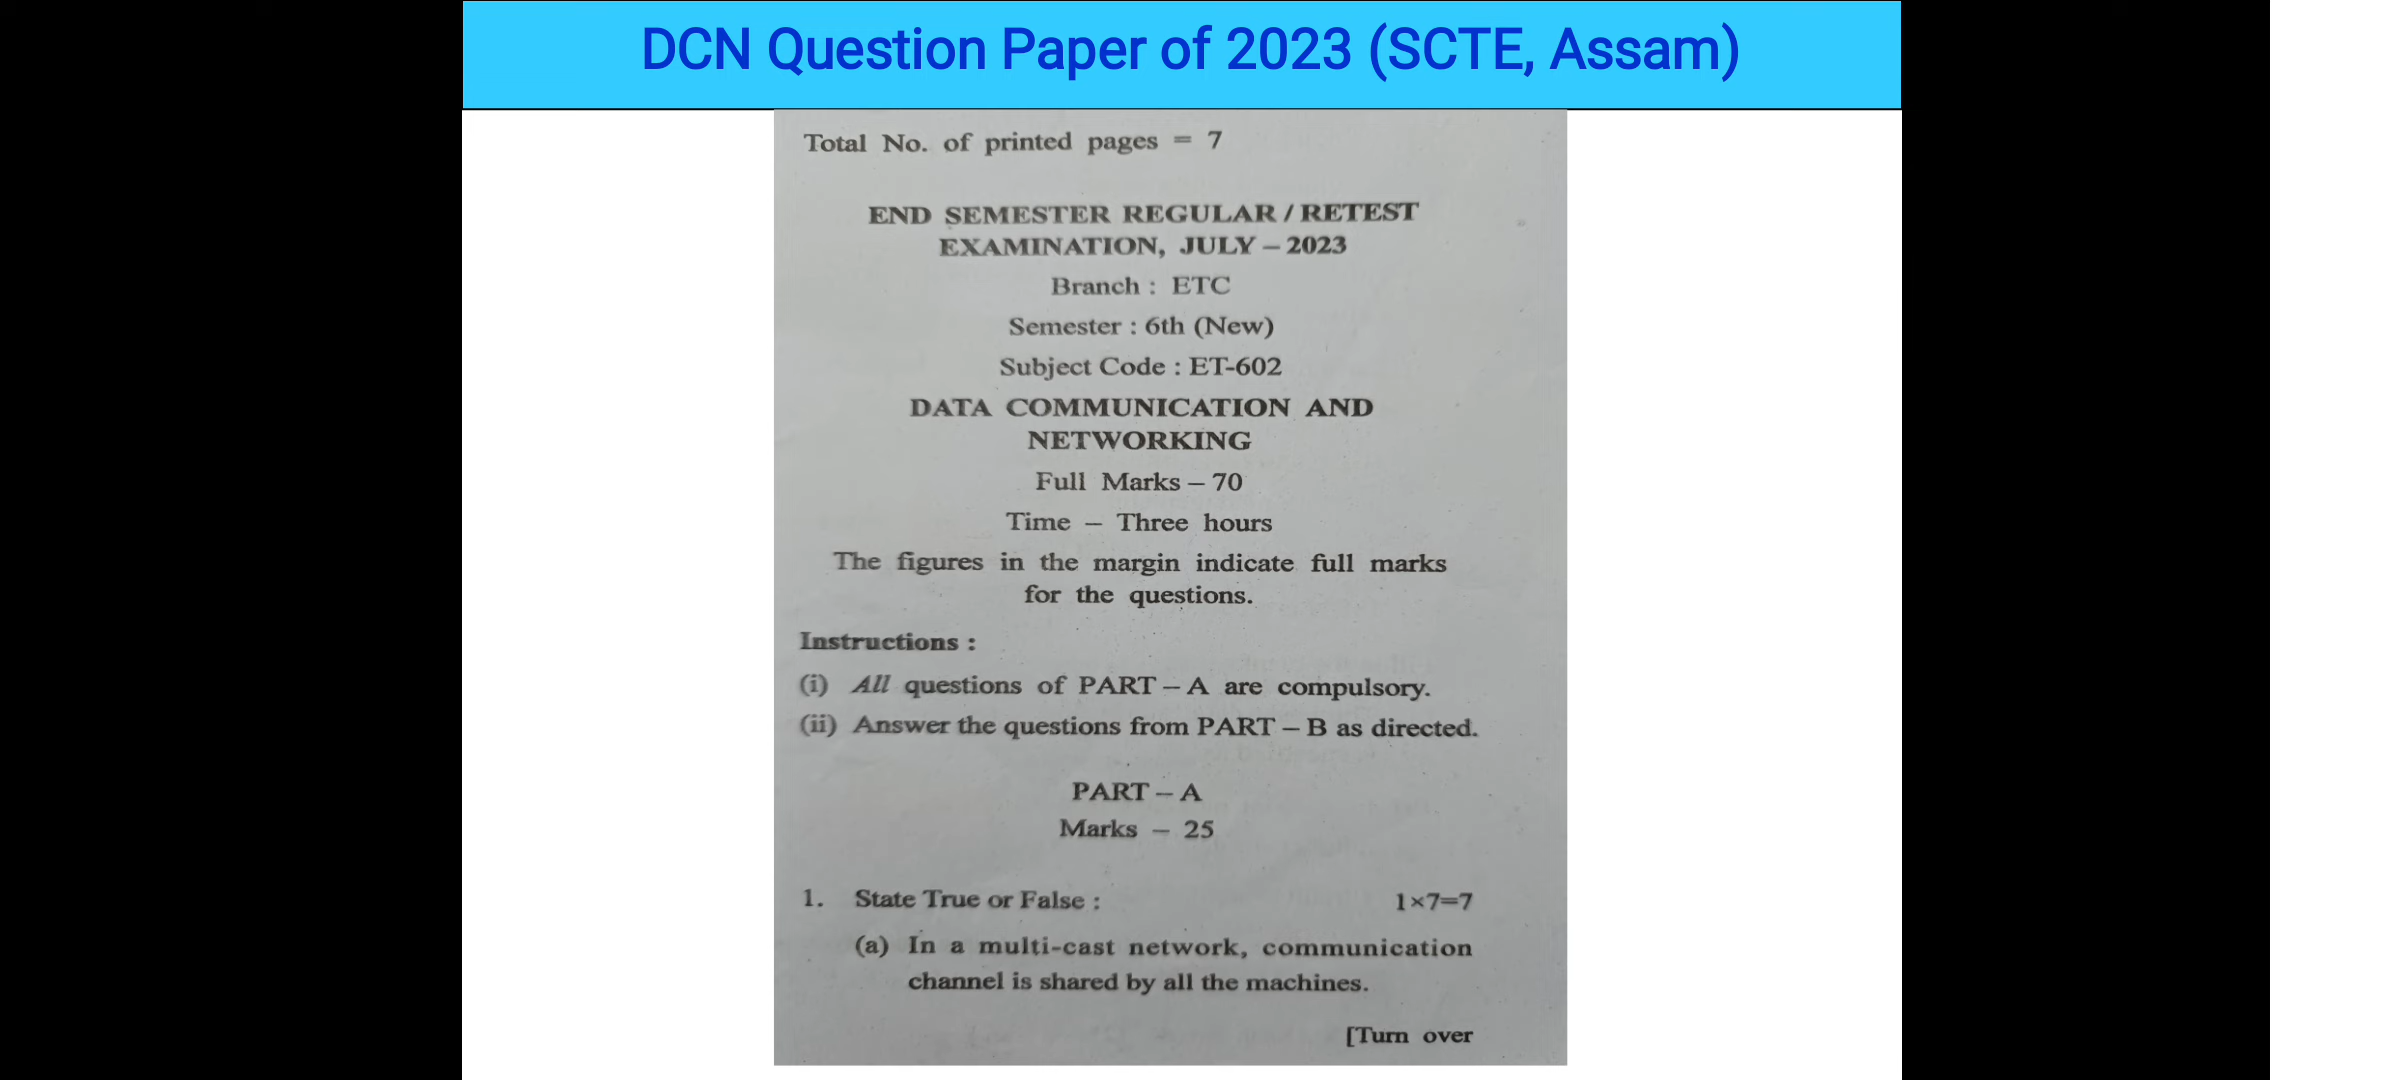 DCN Question Paper of 2023 (SCTE, Assam)
Total No. of printed pages = 7
END SEMESTER REGULAR / RETEST
EXAMINATION, JULY – 2023
Branch : ETC
Semester : 6th (New)
Subject Code : ET-602
DATA COMMUNICATION AND
NETWORKING
Full Marks – 70
Time – Three hours
The figures in the margin indicate full marks
for the questions.
Instructions :
(i) All questions of PART – A are compulsory.
(ii) Answer the questions from PART – B as directed.
PART – A
Marks – 25
1. State True or False : 1×7=7
(a) In a multi-cast network, communication
channel is shared by all the machines.
[Turn over